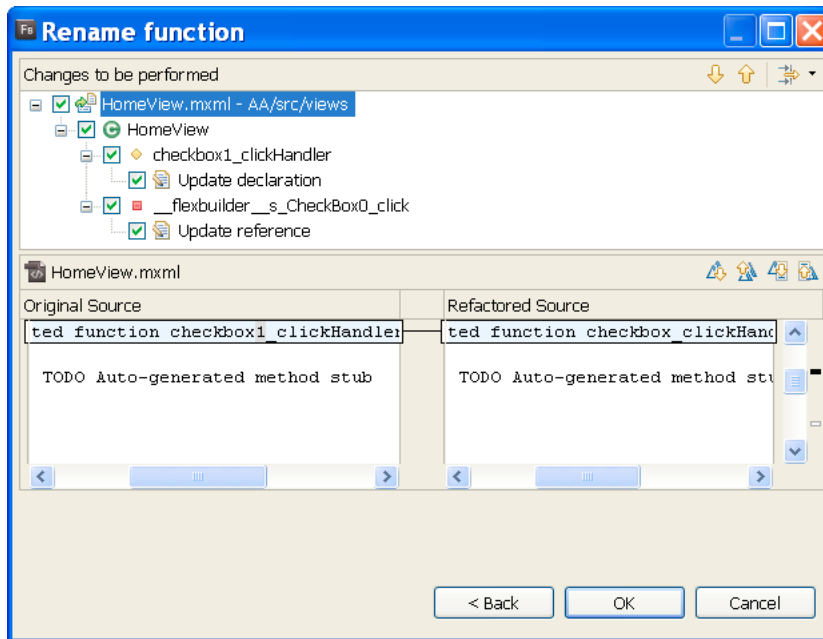 Fb Rename function
Changes to be performed
HomeView.mxml - AA/src/views
HomeView
checkbox1_clickHandler
Update declaration
__flexbuilder__s_CheckBox0_click
Update reference
HomeView.mxml
Original Source Refactored Source
ted function checkbox1_clickHandler ted function checkbox_clickHand
TODO Auto-generated method stub TODO Auto-generated method stu
< Back OK Cancel